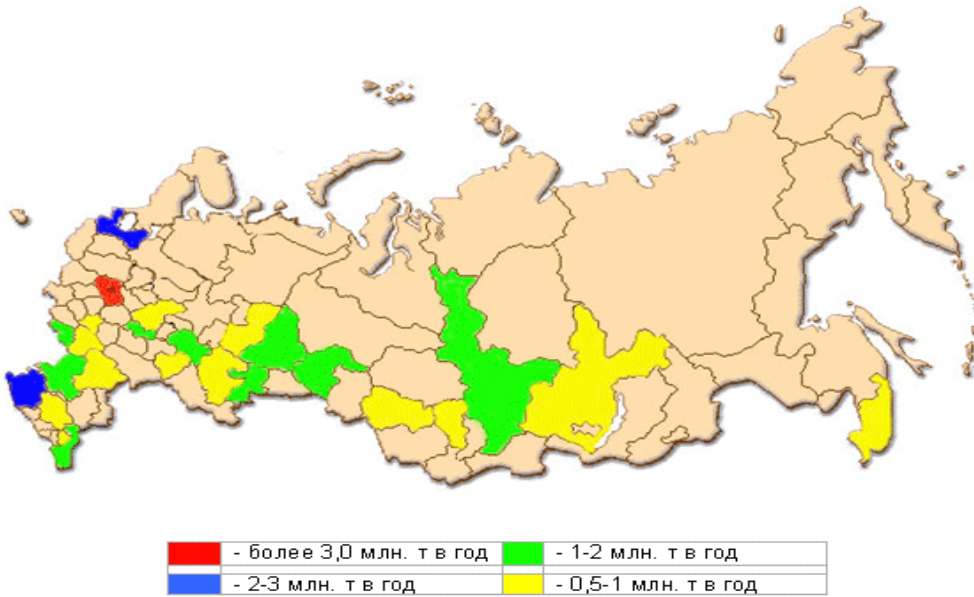 - более 3,0 млн. т в год
- 1-2 млн. т в год
- 2-3 млн. т в год
- 0,5-1 млн. т в год